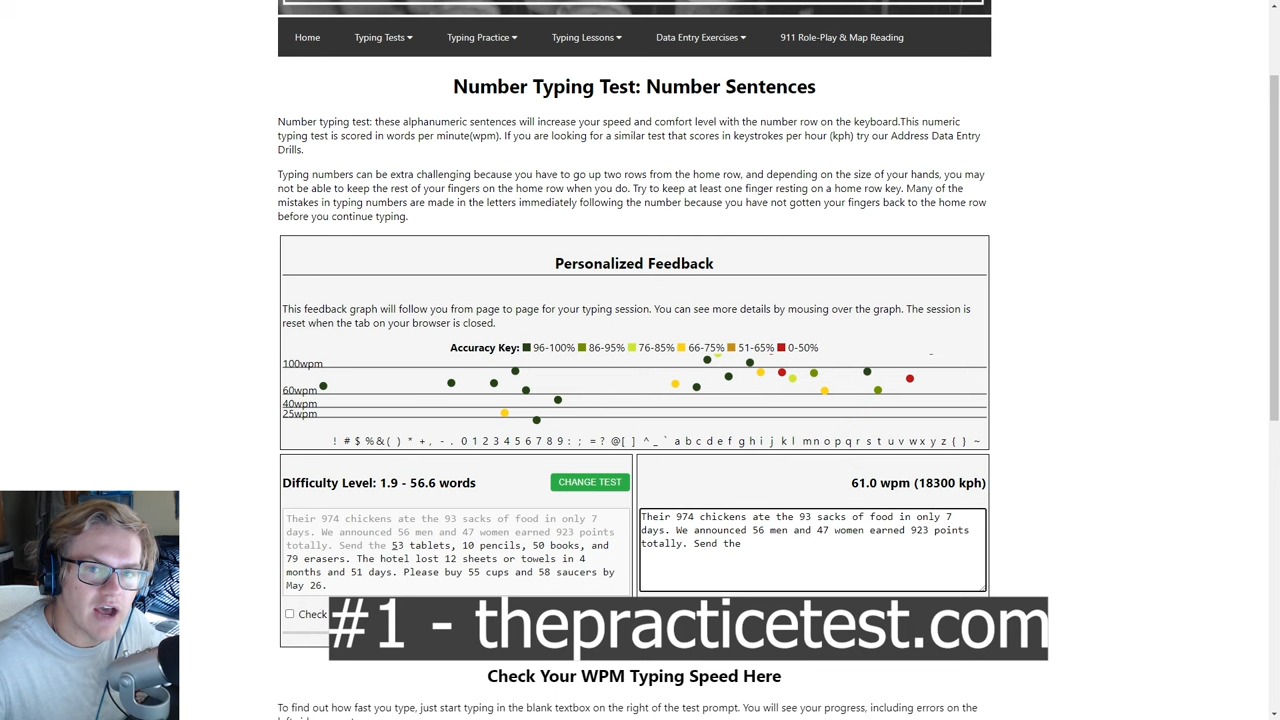 Home Typing Tests Typing Practice Typing Lessons Data Entry Exercises 911 Role-Play & Map Reading
Number Typing Test: Number Sentences
Number typing test: these alphanumeric sentences will increase your speed and comfort level with the number row on the keyboard.This numeric
typing test is scored in words per minute(wpm). If you are looking for a similar test that scores in keystrokes per hour (kph) try our Address Data Entry
Drills.
Typing numbers can be extra challenging because you have to go up two rows from the home row, and depending on the size of your hands, you may
not be able to keep the rest of your fingers on the home row when you do. Try to keep at least one finger resting on a home row key. Many of the
mistakes in typing numbers are made in the letters immediately following the number because you have not gotten your fingers back to the home row
before you continue typing.
Personalized Feedback
This feedback graph will follow you from page to page for your typing session. You can see more details by mousing over the graph. The session is
reset when the tab on your browser is closed.
Accuracy Key: 96-100% 86-95% 76-85% 66-75% 51-65% 0-50%
100wpm
60wpm
40wpm
25wpm
! # $ % & ( ) * + , - . 0 1 2 3 4 5 6 7 8 9 : ; = ? @ [ ] ^ _ ` a b c d e f g h i j k l m n o p q r s t u v w x y z { } ~
Difficulty Level: 1.9 - 56.6 words
CHANGE TEST
Their 974 chickens ate the 93 sacks of food in only 7
days. We announced 56 men and 47 women earned 923 points
totally. Send the 53 tablets, 10 pencils, 50 books, and
79 erasers. The hotel lost 12 sheets or towels in 4
months and 51 days. Please buy 55 cups and 58 saucers by
May 26.
Check
61.0 wpm (18300 kph)
Their 974 chickens ate the 93 sacks of food in only 7
days. We announced 56 men and 47 women earned 923 points
totally. Send the
#1 - thepracticetest.com
Check Your WPM Typing Speed Here
To find out how fast you type, just start typing in the blank textbox on the right of the test prompt. You will see your progress, including errors on the